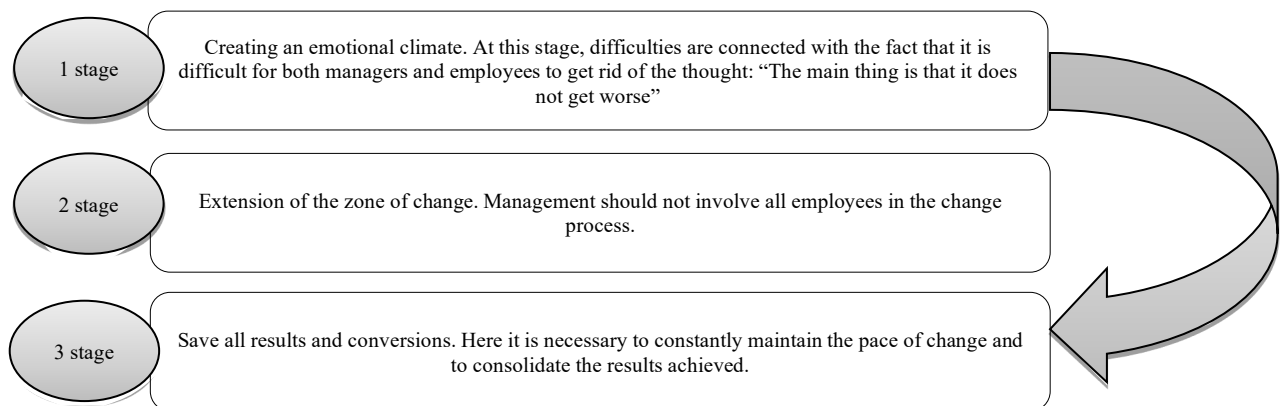 1 stage
Creating an emotional climate. At this stage, difficulties are connected with the fact that it is
difficult for both managers and employees to get rid of the thought: “The main thing is that it does
not get worse”
2 stage
Extension of the zone of change. Management should not involve all employees in the change
process.
3 stage
Save all results and conversions. Here it is necessary to constantly maintain the pace of change and
to consolidate the results achieved.